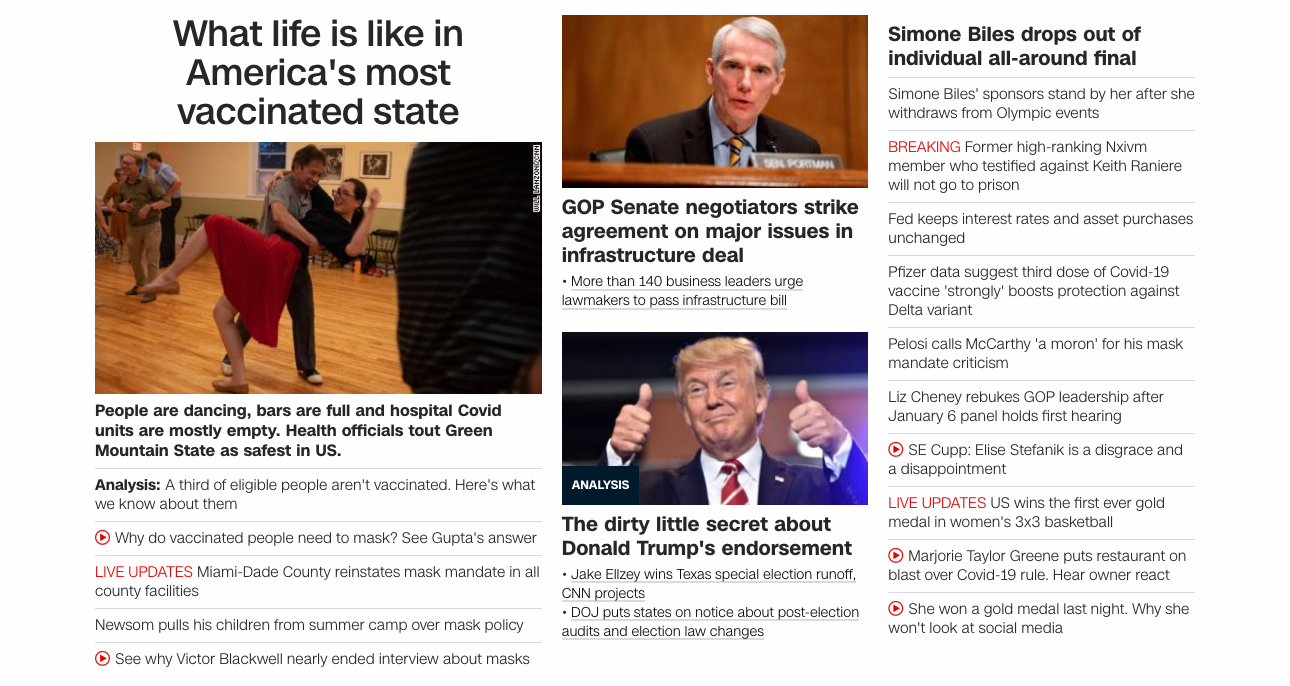 What life is like in
America's most
vaccinated state
WILL LANZONI/CNN
People are dancing, bars are full and hospital Covid
units are mostly empty. Health officials tout Green
Mountain State as safest in US.
Analysis: A third of eligible people aren't vaccinated. Here's what
we know about them
Why do vaccinated people need to mask? See Gupta's answer
LIVE UPDATES Miami-Dade County reinstates mask mandate in all
county facilities
Newsom pulls his children from summer camp over mask policy
See why Victor Blackwell nearly ended interview about masks
SEN. PORTMAN
GOP Senate negotiators strike
agreement on major issues in
infrastructure deal
• More than 140 business leaders urge
lawmakers to pass infrastructure bill
ANALYSIS
The dirty little secret about
Donald Trump's endorsement
• Jake Ellzey wins Texas special election runoff,
CNN projects
• DOJ puts states on notice about post-election
audits and election law changes
Simone Biles drops out of
individual all-around final
Simone Biles' sponsors stand by her after she
withdraws from Olympic events
BREAKING Former high-ranking Nxivm
member who testified against Keith Raniere
will not go to prison
Fed keeps interest rates and asset purchases
unchanged
Pfizer data suggest third dose of Covid-19
vaccine 'strongly' boosts protection against
Delta variant
Pelosi calls McCarthy 'a moron' for his mask
mandate criticism
Liz Cheney rebukes GOP leadership after
January 6 panel holds first hearing
SE Cupp: Elise Stefanik is a disgrace and
a disappointment
LIVE UPDATES US wins the first ever gold
medal in women's 3x3 basketball
Marjorie Taylor Greene puts restaurant on
blast over Covid-19 rule. Hear owner react
She won a gold medal last night. Why she
won't look at social media